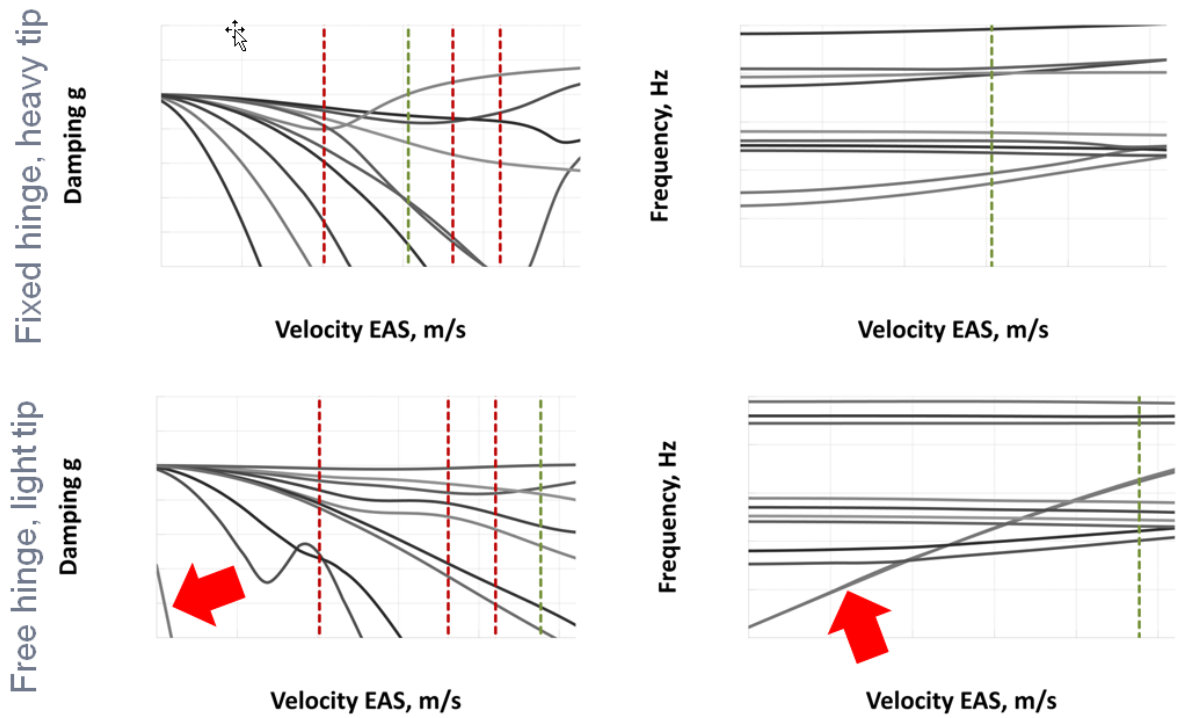 Fixed hinge, heavy tip
Damping g
Velocity EAS, m/s
Frequency, Hz
Velocity EAS, m/s
Free hinge, light tip
Damping g
Velocity EAS, m/s
Frequency, Hz
Velocity EAS, m/s